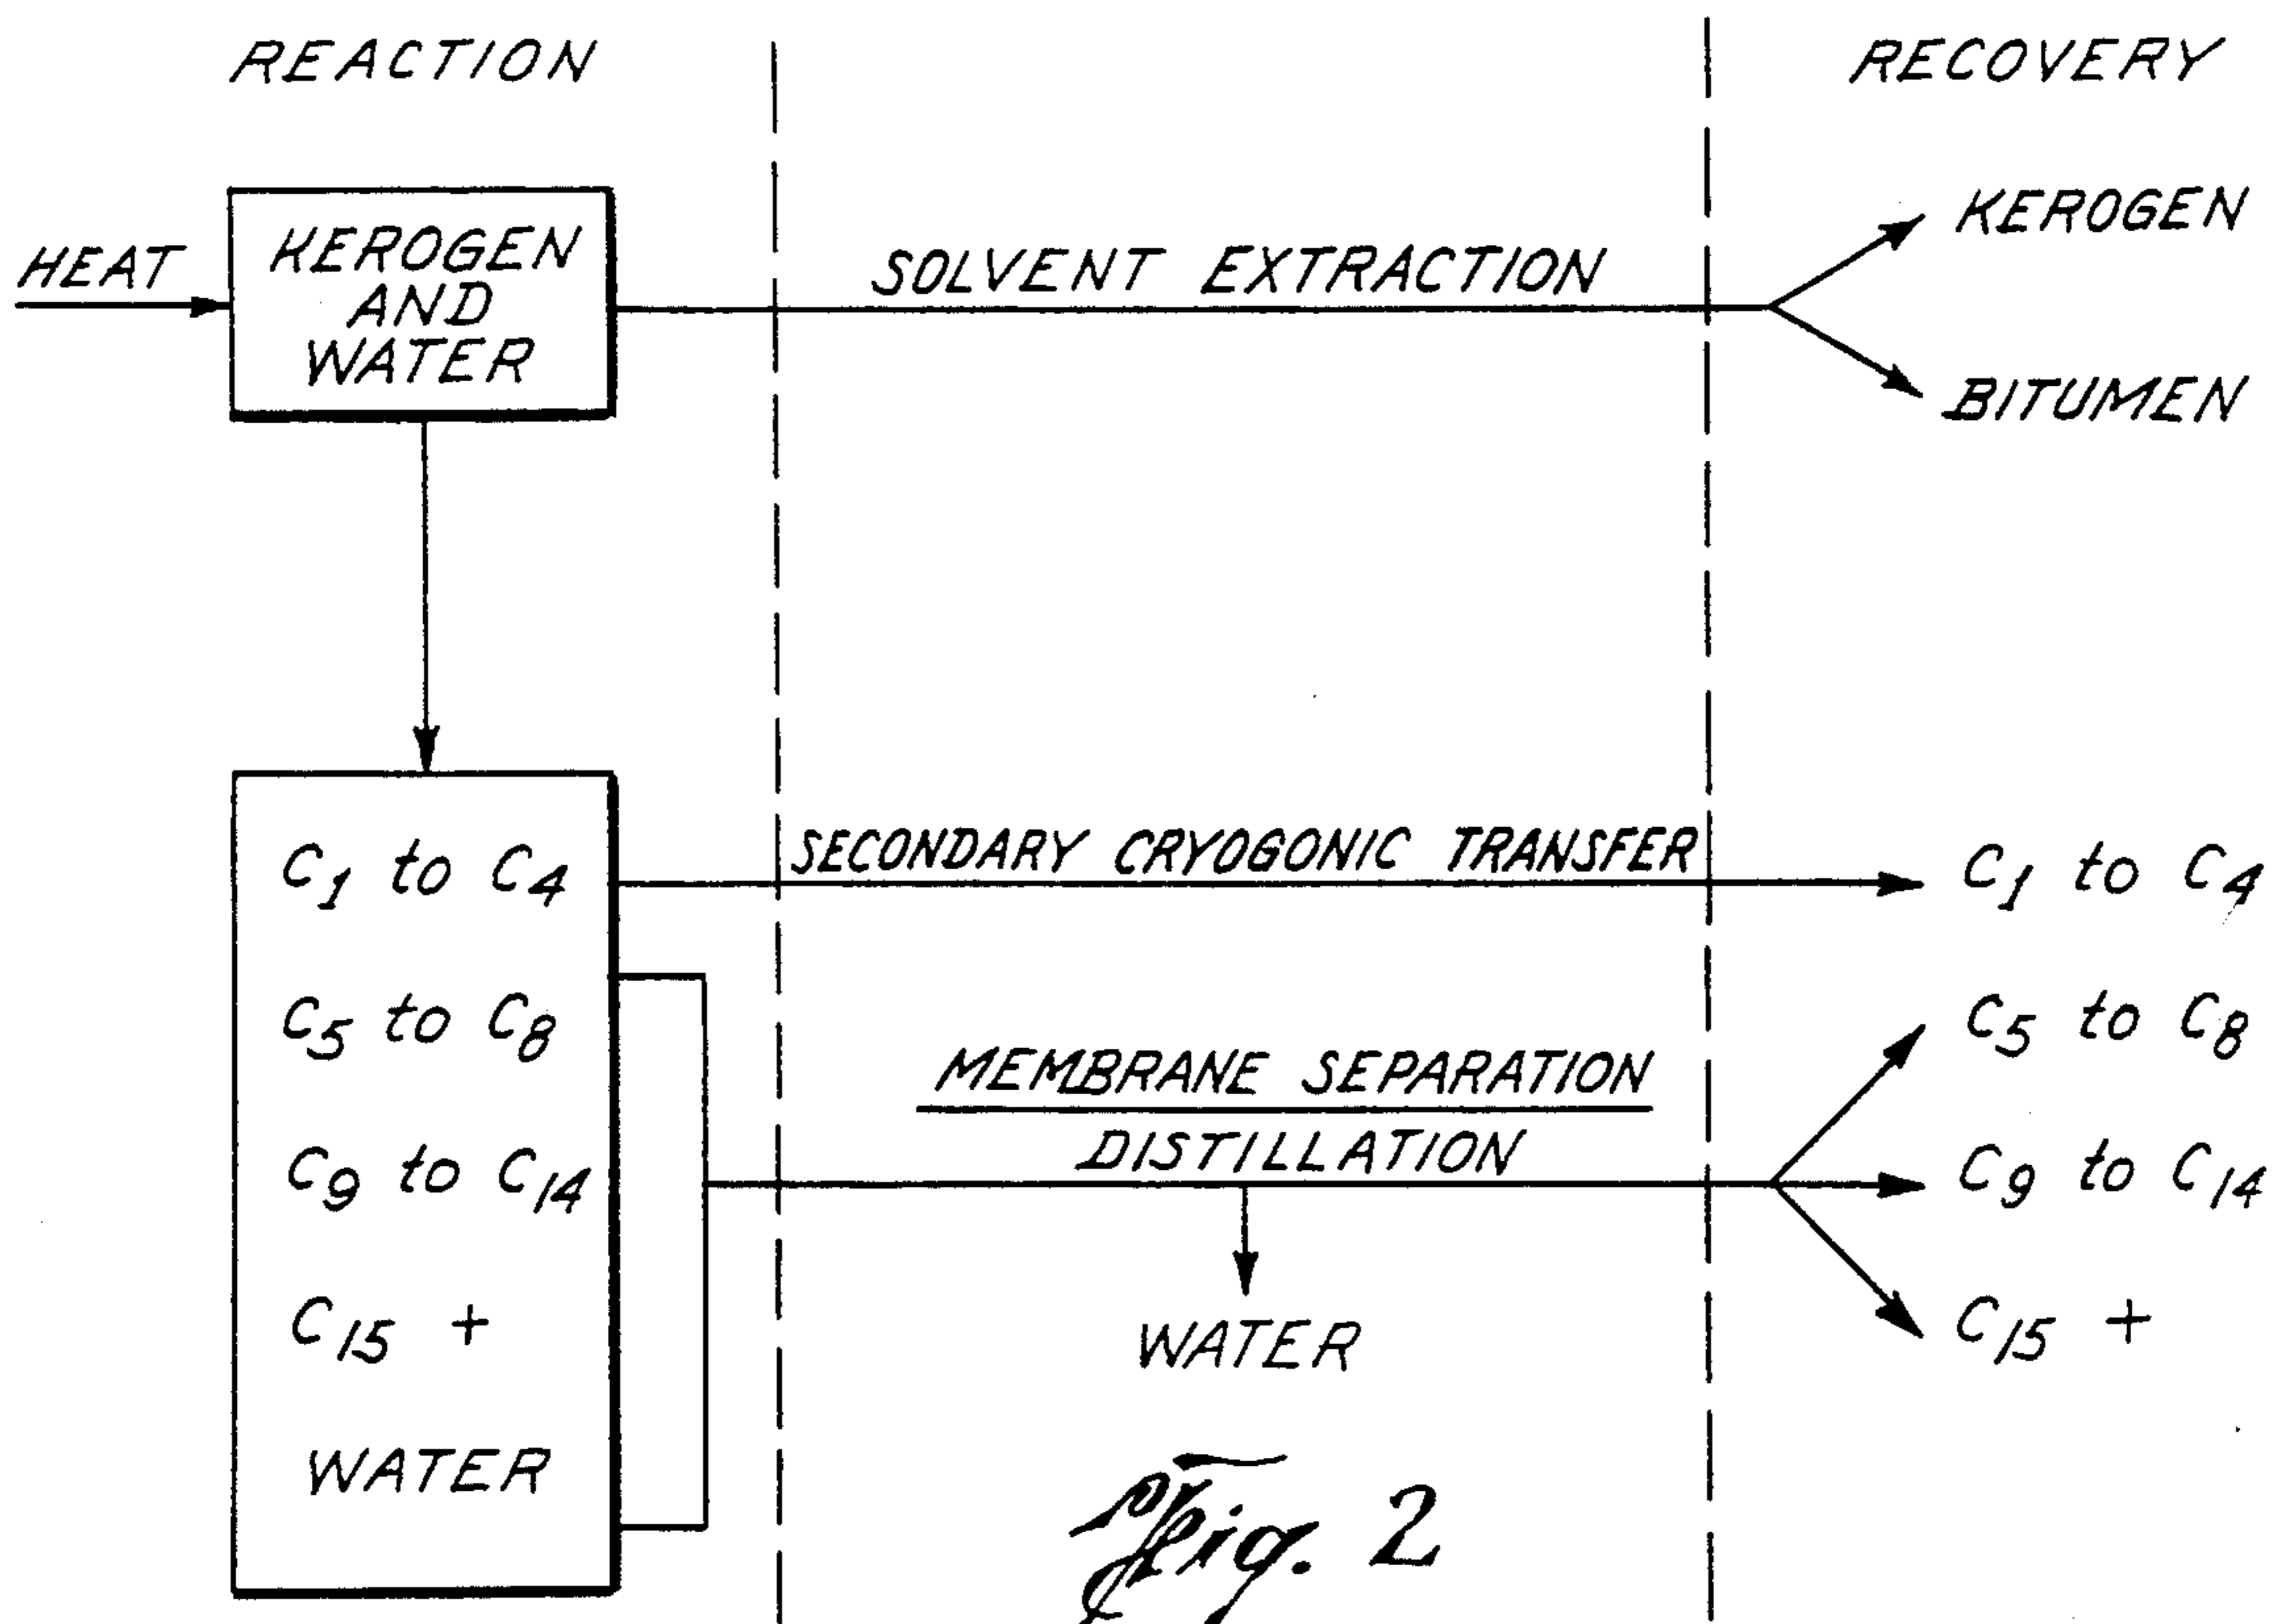 REACTION
RECOVERY
HEAT
KEROGEN
AND
WATER
SOLVENT EXTRACTION
KEROGEN
BITUMEN
C1 to C4
SECONDARY CRYOGONIC TRANSFER
C1 to C4
C5 to C8
C9 to C14
C15 +
WATER
MEMBRANE SEPARATION
DISTILLATION
WATER
C5 to C8
C9 to C14
C15 +
Fig. 2